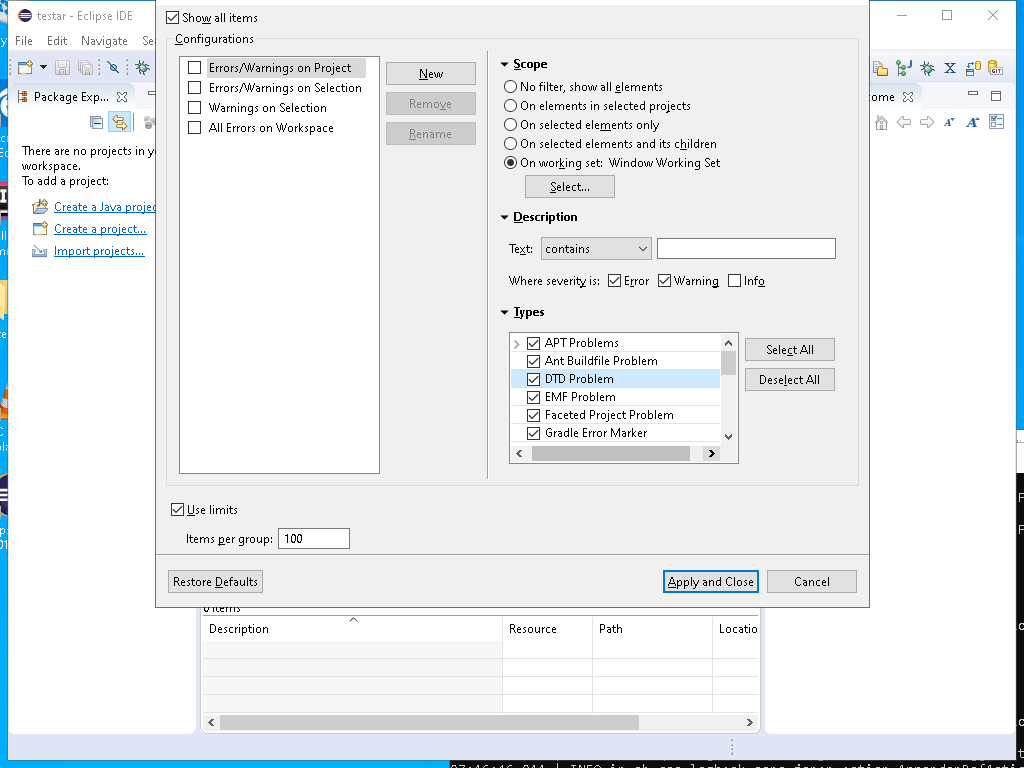 testar - Eclipse IDE
File Edit Navigate Se
Package Exp...
There are no projects in y
workspace.
To add a project:
Create a Java projec
Create a project...
Import projects...
Show all items
Configurations
Errors/Warnings on Project
Errors/Warnings on Selection
Warnings on Selection
All Errors on Workspace
New
Remove
Rename
Scope
No filter, show all elements
On elements in selected projects
On selected elements only
On selected elements and its children
On working set: Window Working Set
Select...
Description
Text: contains
Where severity is: Error Warning Info
Types
APT Problems
Ant Buildfile Problem
DTD Problem
EMF Problem
Faceted Project Problem
Gradle Error Marker
Select All
Deselect All
Use limits
Items per group: 100
Restore Defaults
Apply and Close
Cancel
ome
0 items
Description Resource Path Locatio